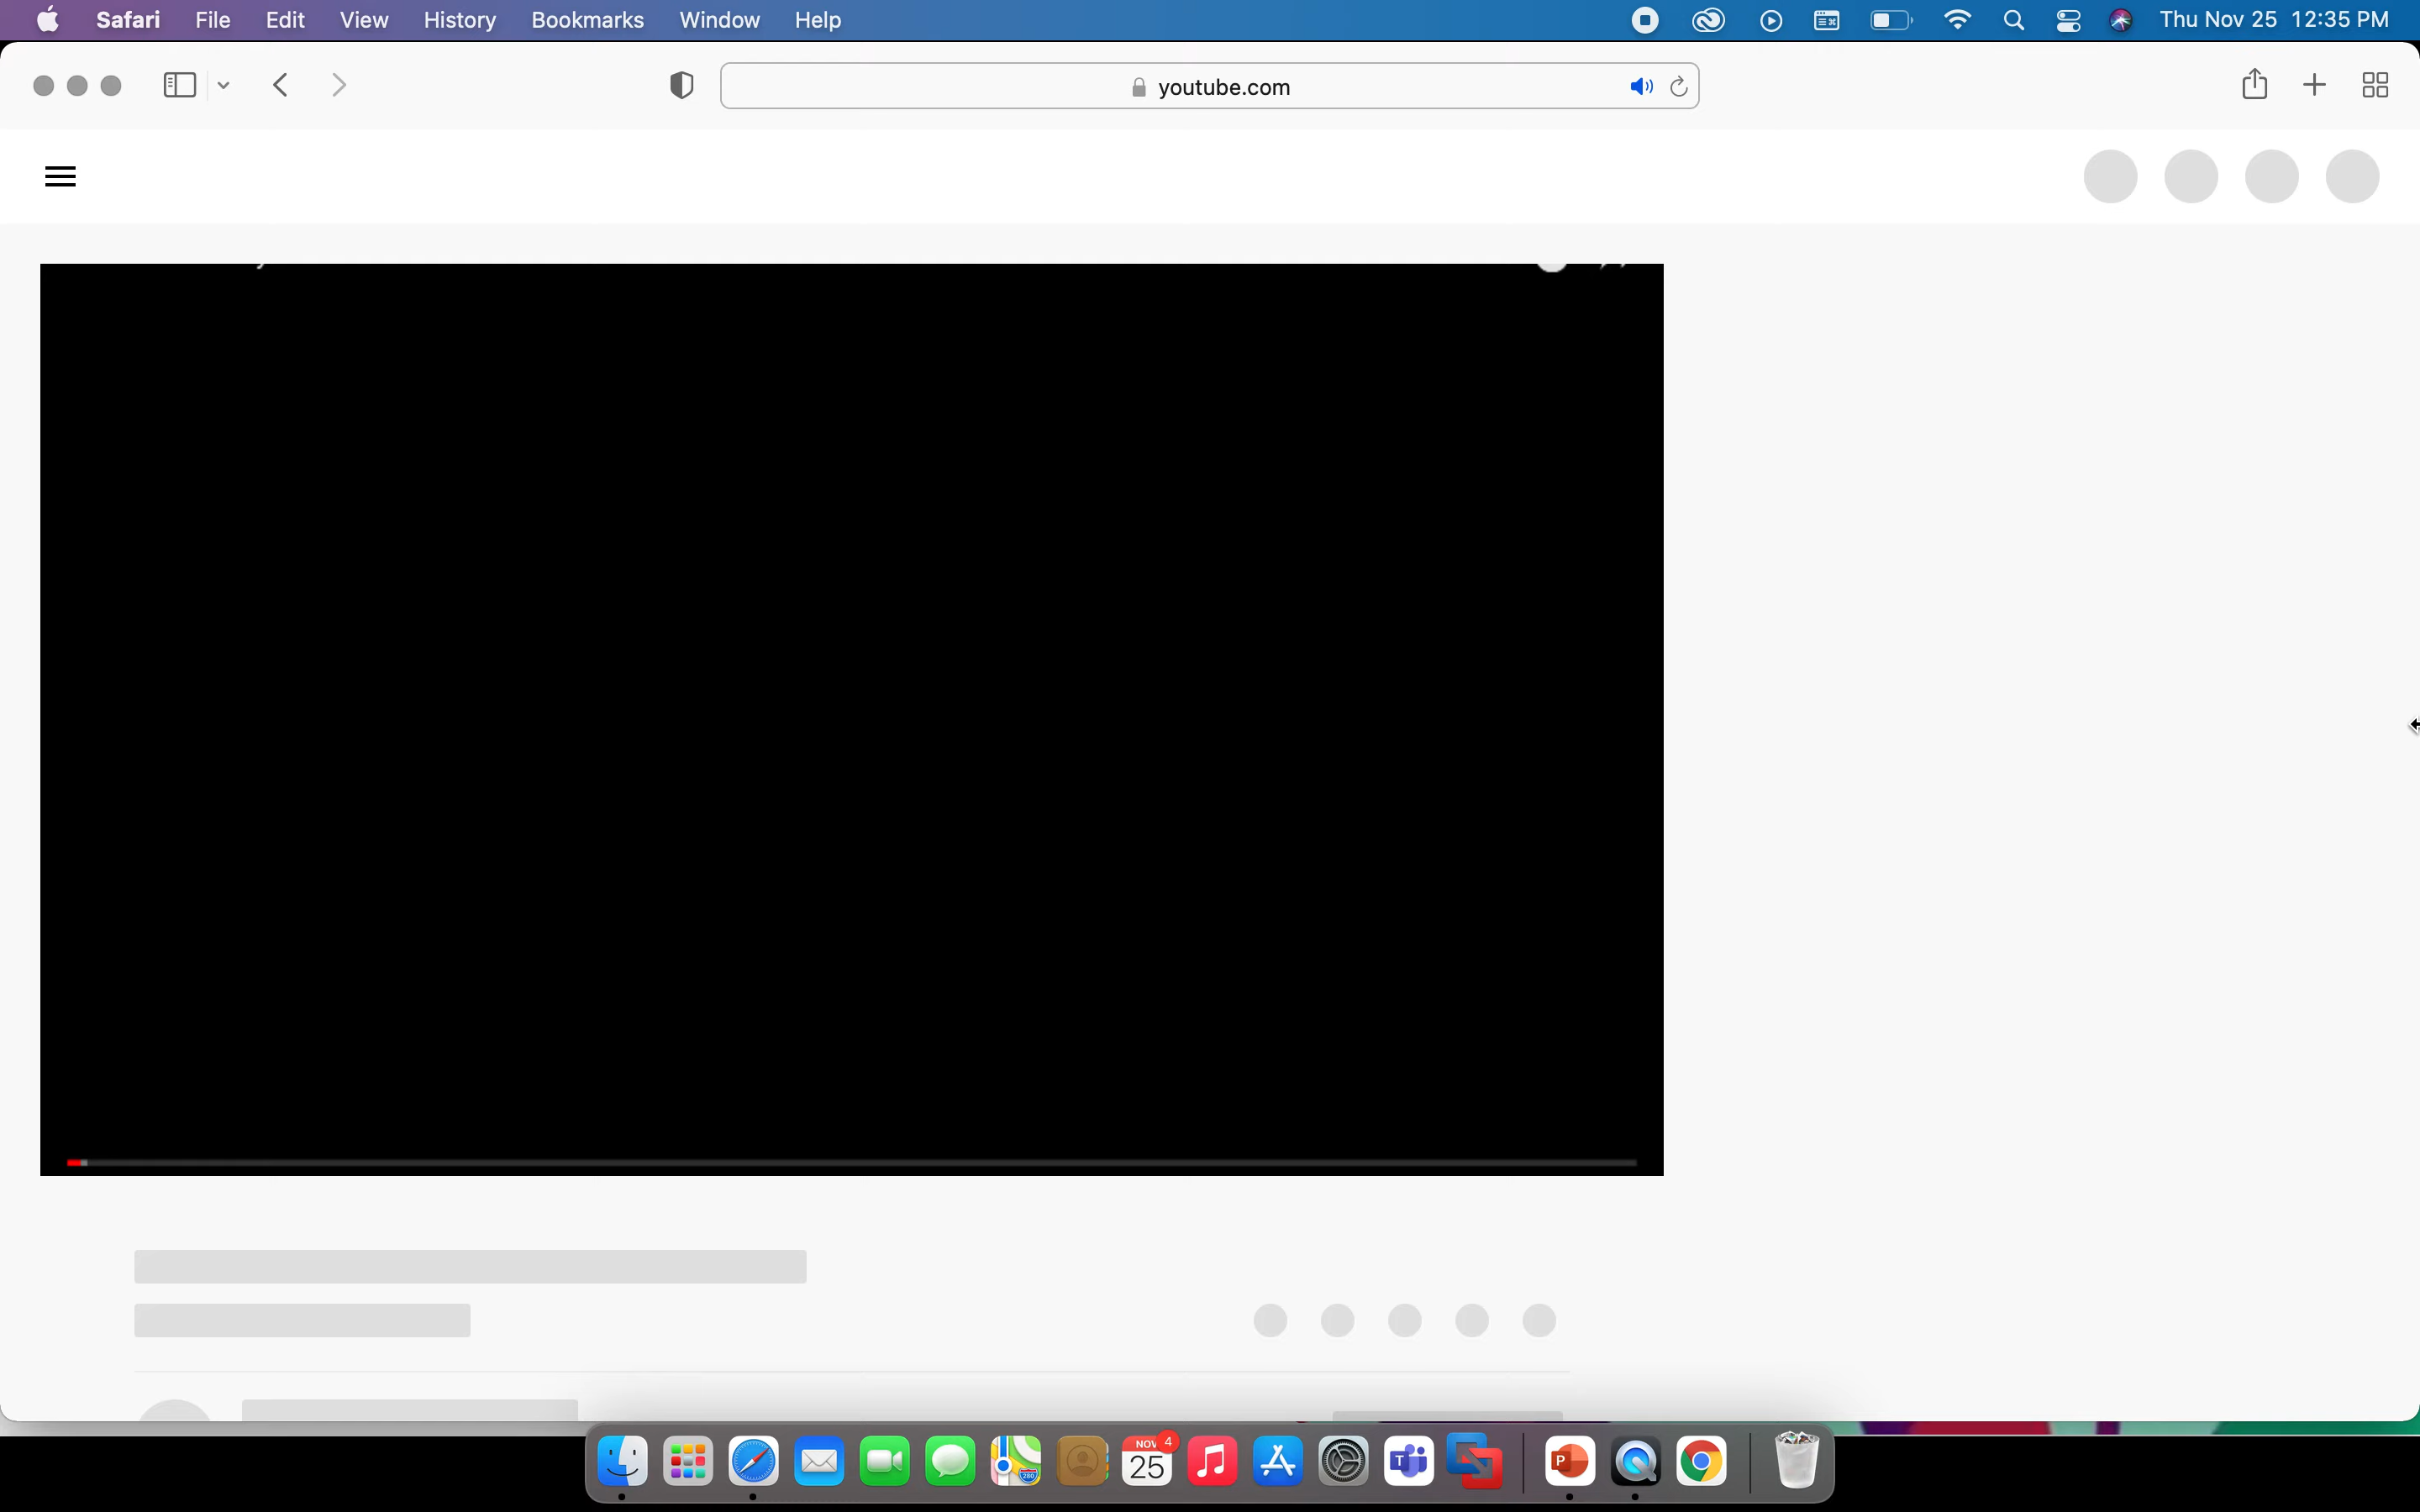 Safari File Edit View History Bookmarks Window Help Thu Nov 25 12:35 PM
youtube.com
NOV 4
25
280
T
P